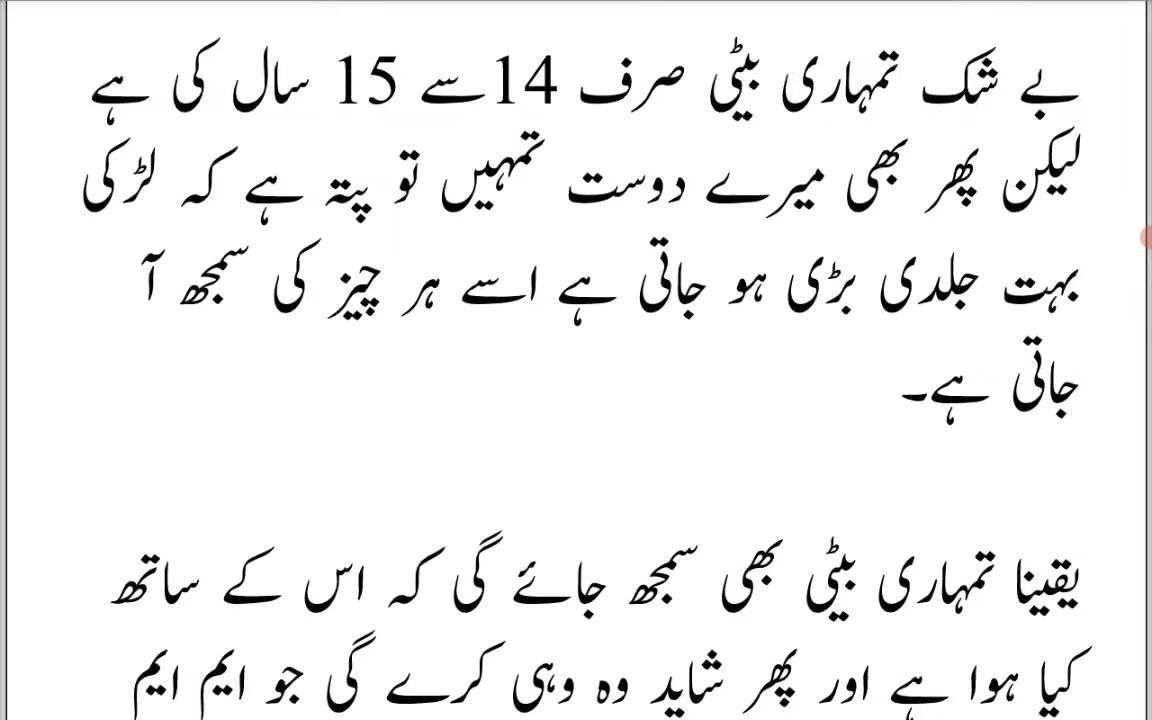 بے شک تمہاری بیٹی صرف 14سے 15 سال کی ہے
لیکن پھر بھی میرے دوست تمہیں تو پتہ ہے کہ لڑکی
بہت جلدی بڑی ہو جاتی ہے اسے ہر چیز کی سمجھ آ
جاتی ہے۔
یقینا تمہاری بیٹی بھی سمجھ جائے گی کہ اس کے ساتھ
کیا ہوا ہے اور پھر شاید وہ وہی کرے گی جو ایم ایم